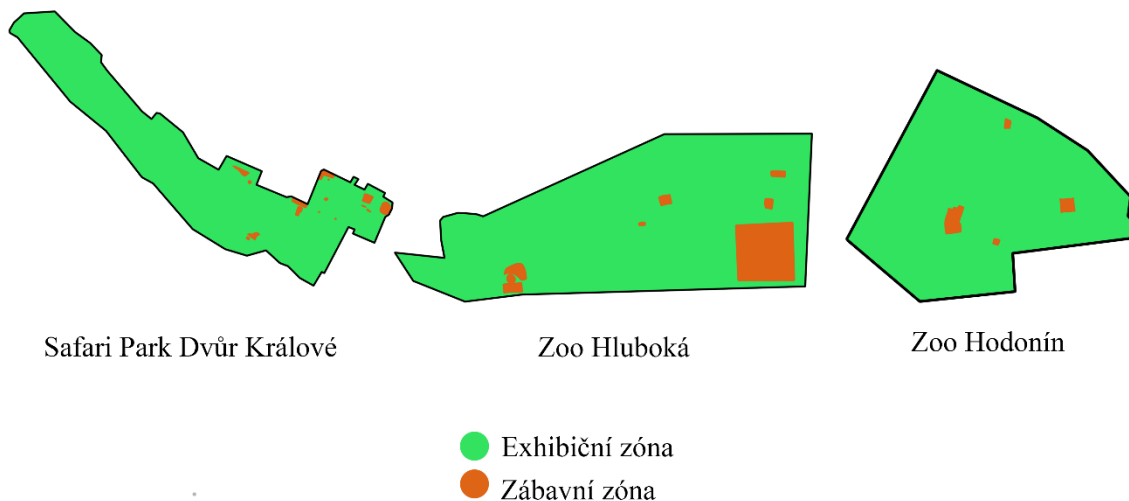 Safari Park Dvůr Králové
Zoo Hluboká
Zoo Hodonín
Exhibiční zóna
Zábavní zóna